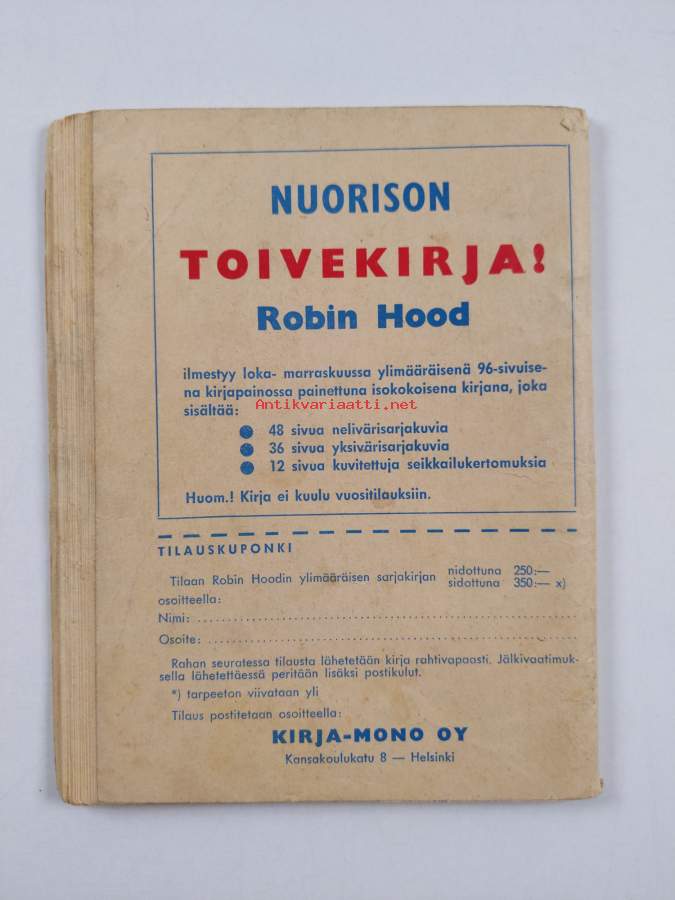 NUORISON
TOIVEKIRJA!
Robin Hood
ilmestyy loka- marraskuussa ylimääräisenä 96-sivuise-
na kirjapainossa painettuna isokokoisena kirjana, joka
sisältää:
Antikvariaatti.net
● 48 sivua nelivärisarjakuvia
● 36 sivua yksivärisarjakuvia
● 12 sivua kuvitettuja seikkailukertomuksia
Huom.! Kirja ei kuulu vuositilauksiin.
TILAUSKUPONKI
Tilaan Robin Hoodin ylimääräisen sarjakirjan nidottuna 250:—
sidottuna 350:— x)
osoitteella:
Nimi:
Osoite:
Rahan seuratessa tilausta lähetetään kirja rahtivapaasti. Jälkivaatimuk-
sella lähetettäessä peritään lisäksi postikulut.
*) tarpeeton viivataan yli
Tilaus postitetaan osoitteella:
KIRJA-MONO OY
Kansakoulukatu 8 — Helsinki